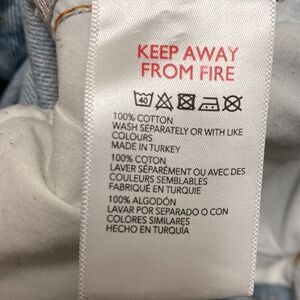 KEEP AWAY
FROM FIRE
40
100% COTTON
WASH SEPARATELY OR WITH LIKE
COLOURS
MADE IN TURKEY
100% COTON
LAVER SÉPARÉMENT OU AVEC DES
COULEURS SEMBLABLES
FABRIQUÉ EN TURQUIE
100% ALGODÓN
LAVAR POR SEPARADO O CON
COLORES SIMILARES
HECHO EN TURQUÍA